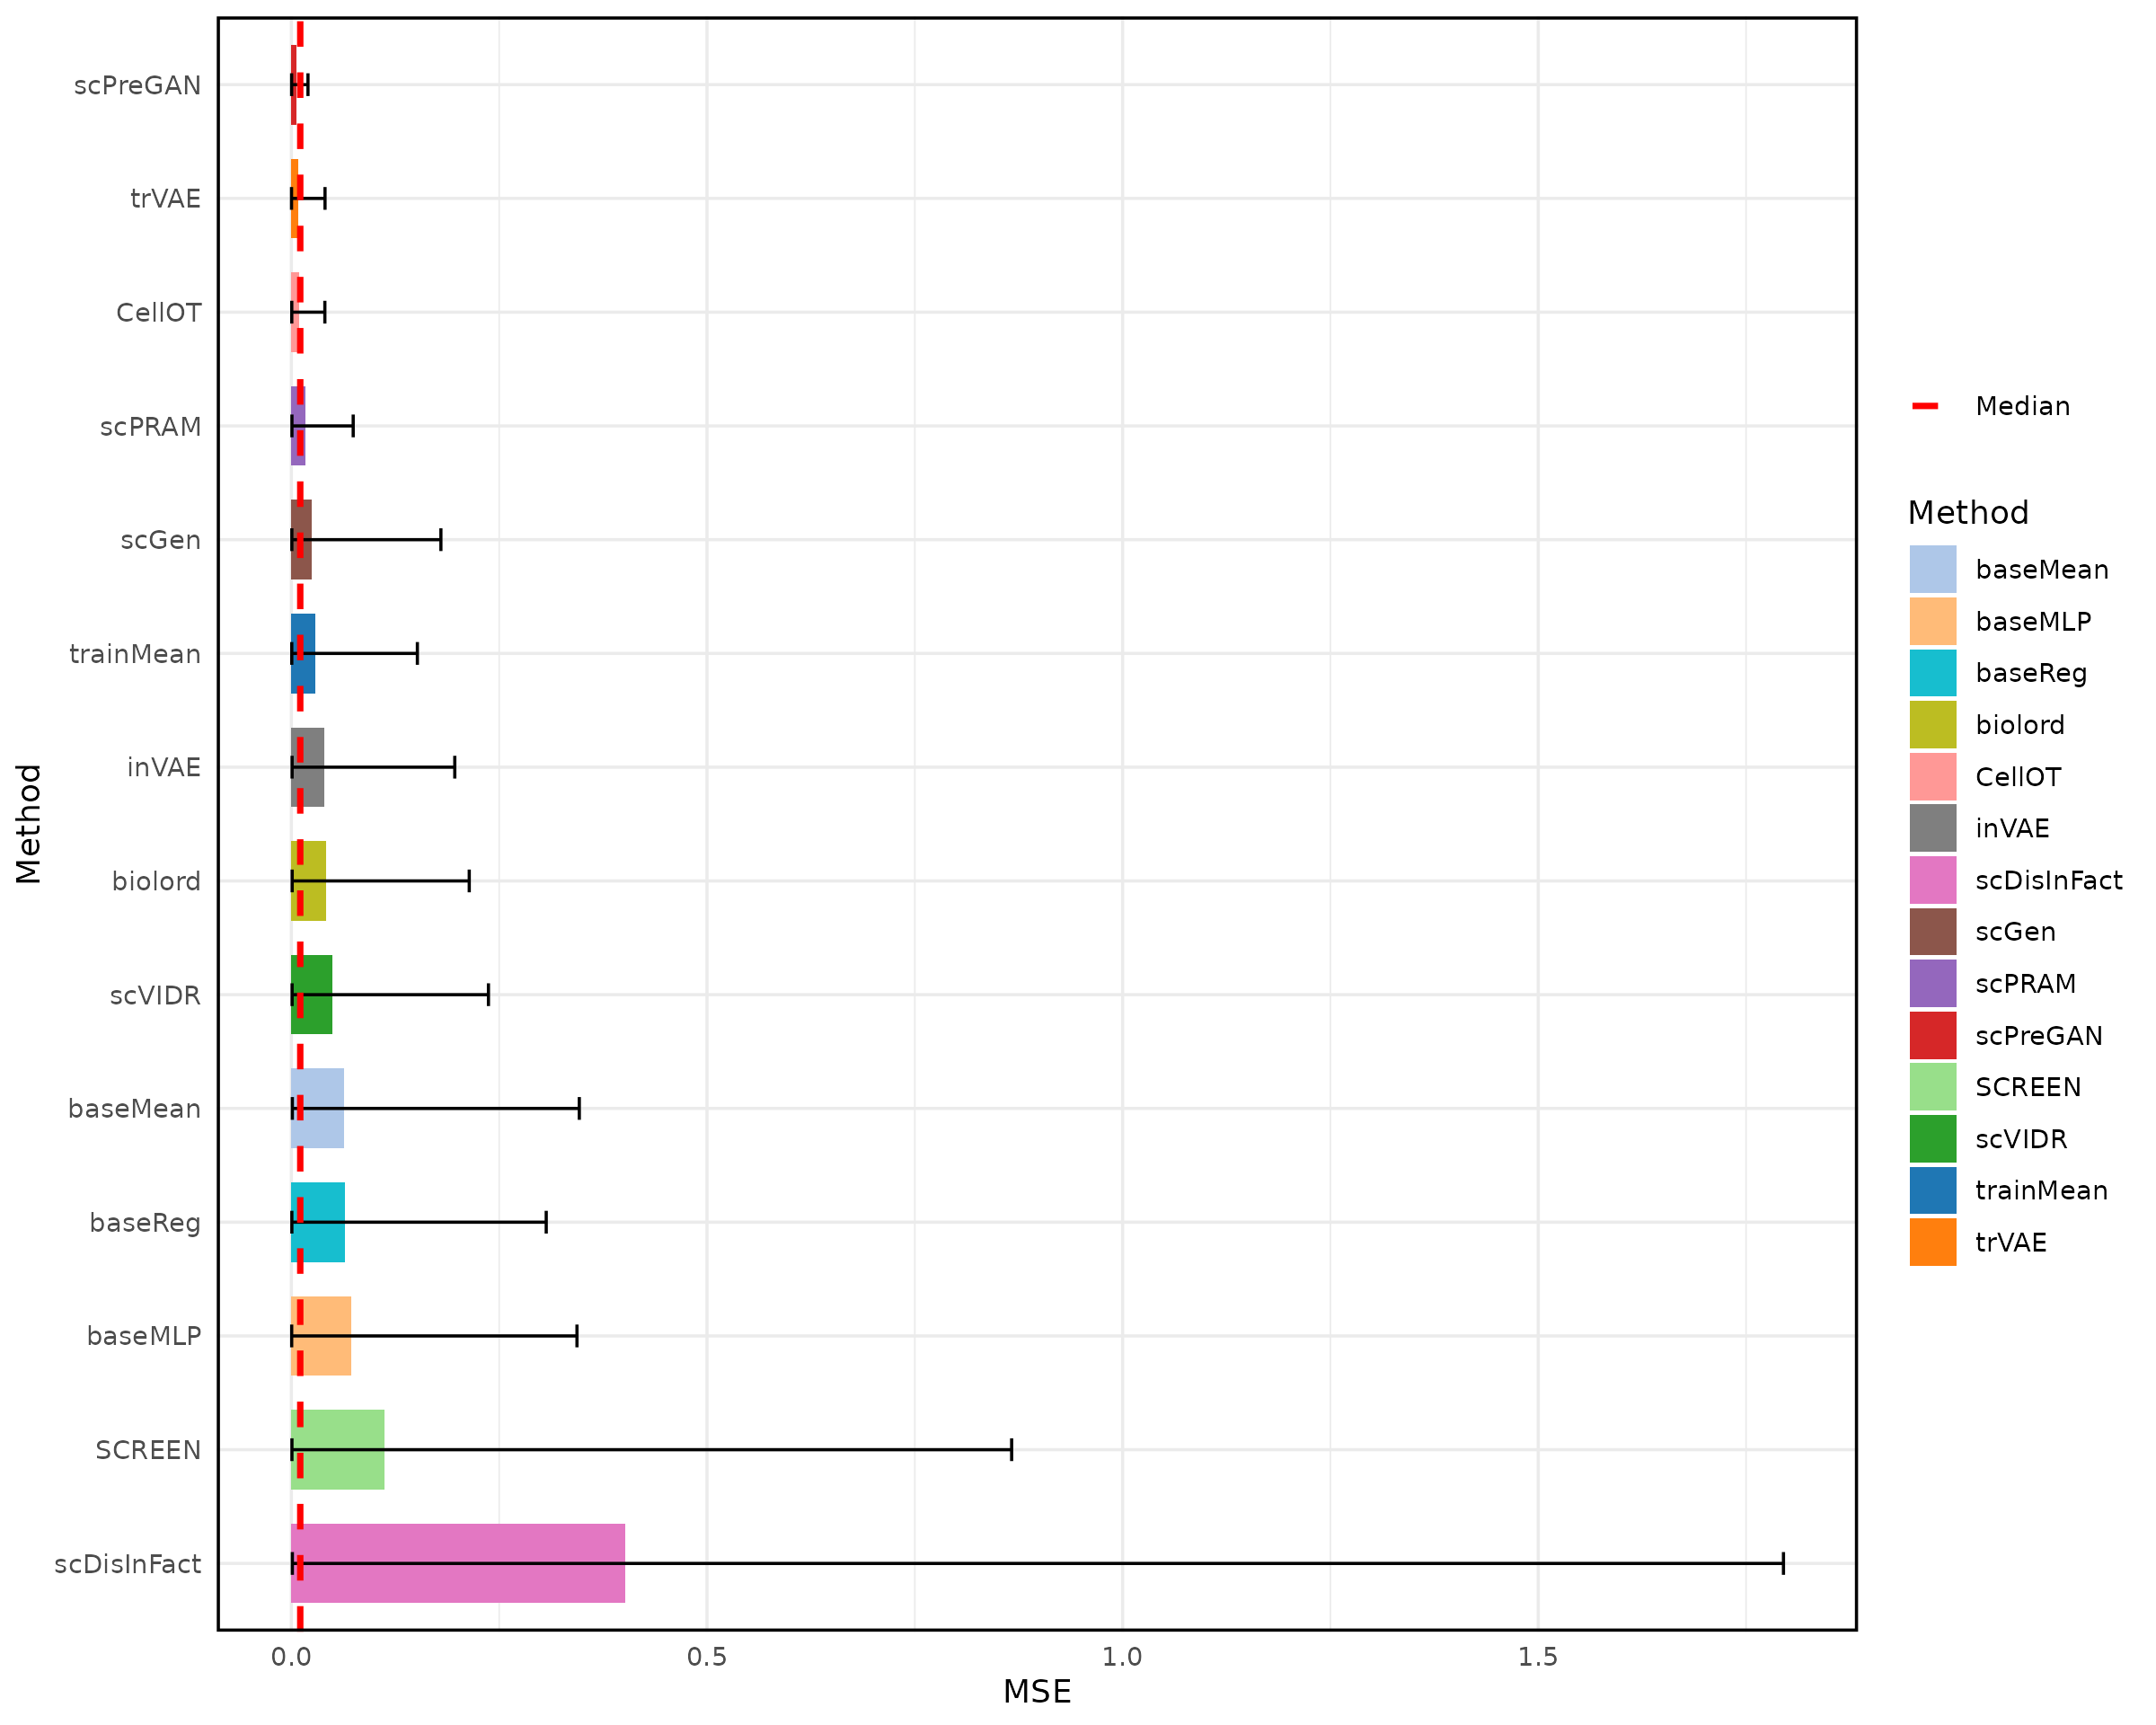 scPreGAN
trVAE
CellOT
scPRAM
scGen
trainMean
inVAE
biolord
scVIDR
baseMean
baseReg
baseMLP
SCREEN
scDisInFact
Method
0.0
0.5
1.0
1.5
MSE
Median
Method
baseMean
baseMLP
baseReg
biolord
CellOT
inVAE
scDisInFact
scGen
scPRAM
scPreGAN
SCREEN
scVIDR
trainMean
trVAE